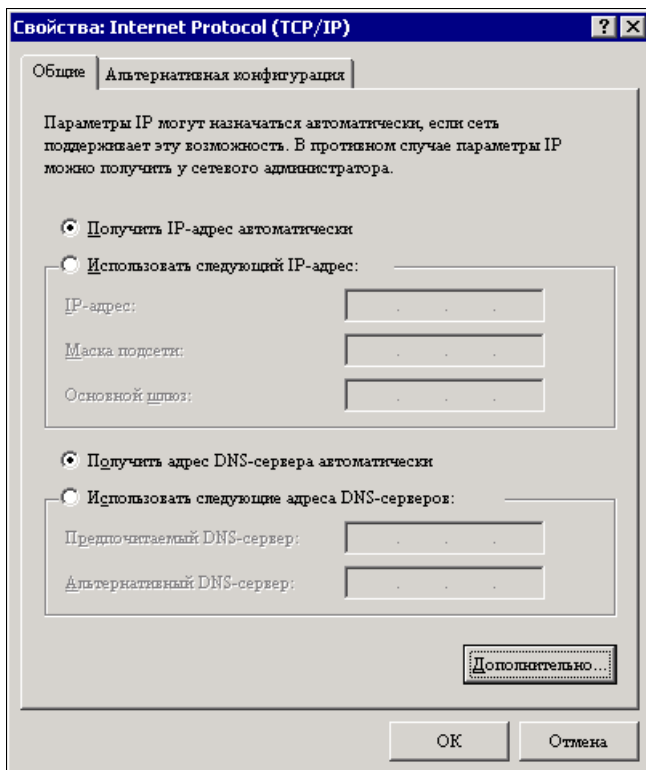 Свойства: Internet Protocol (TCP/IP)
Общие
Альтернативная конфигурация
Параметры IP могут назначаться автоматически, если сеть
поддерживает эту возможность. В противном случае параметры IP
можно получить у сетевого администратора.
Получить IP-адрес автоматически
Использовать следующий IP-адрес:
IP-адрес:
Маска подсети:
Основной шлюз:
Получить адрес DNS-сервера автоматически
Использовать следующие адреса DNS-серверов:
Предпочитаемый DNS-сервер:
Альтернативный DNS-сервер:
Дополнительно...
OK
Отмена